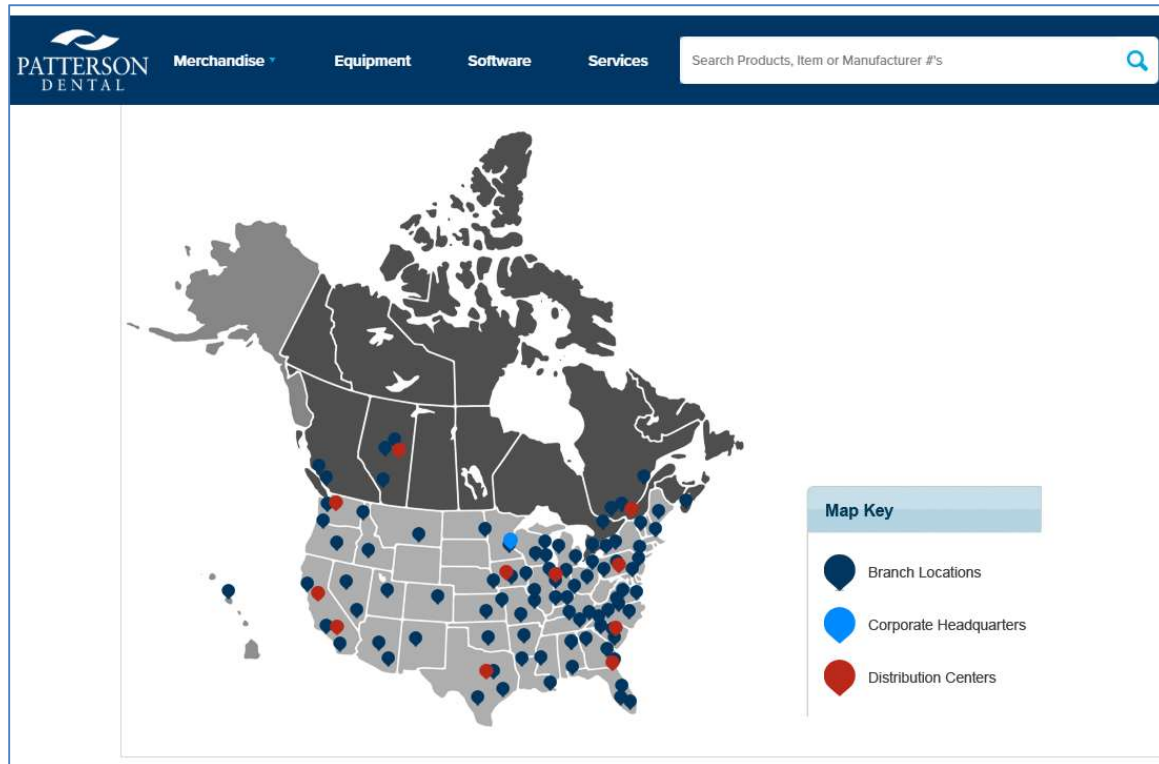 PATTERSON
DENTAL
Merchandise
Equipment
Software
Services
Search Products, Item or Manufacturer #'s
Map Key
Branch Locations
Corporate Headquarters
Distribution Centers